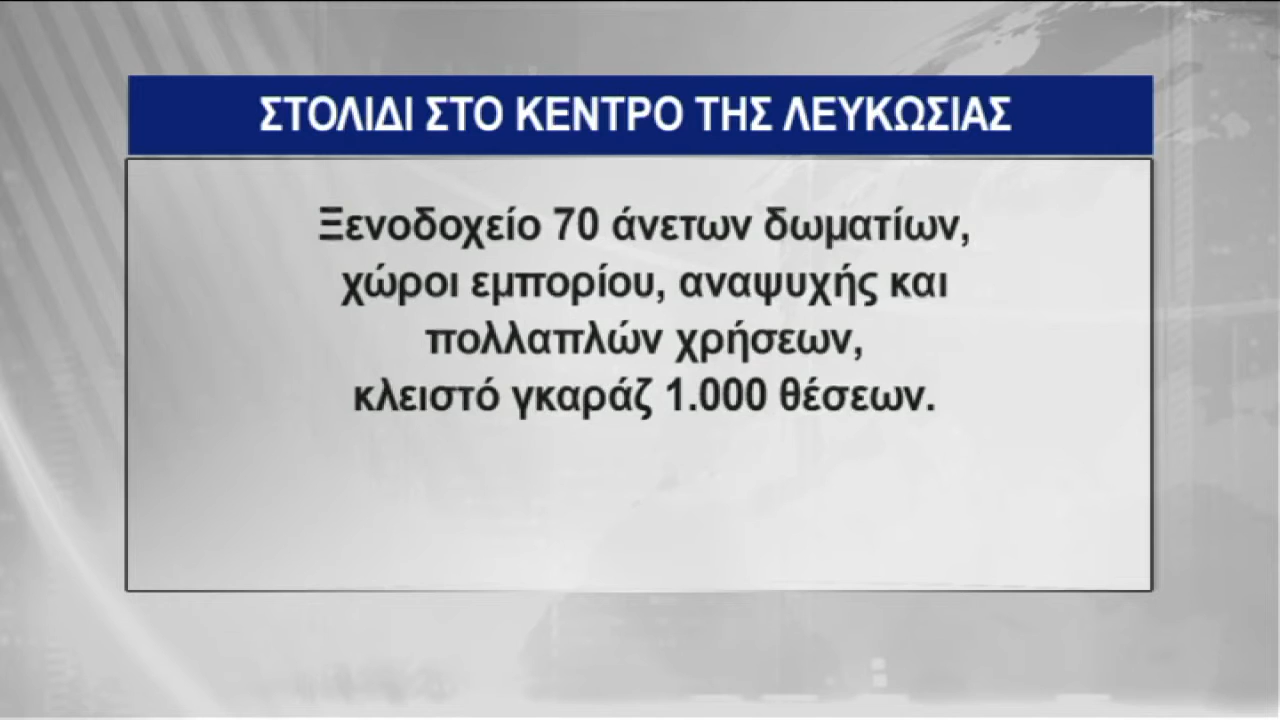 ΣΤΟΛΙΔΙ ΣΤΟ ΚΕΝΤΡΟ ΤΗΣ ΛΕΥΚΩΣΙΑΣ
Ξενοδοχείο 70 άνετων δωματίων,
χώροι εμπορίου, αναψυχής και
πολλαπλών χρήσεων,
κλειστό γκαράζ 1.000 θέσεων.